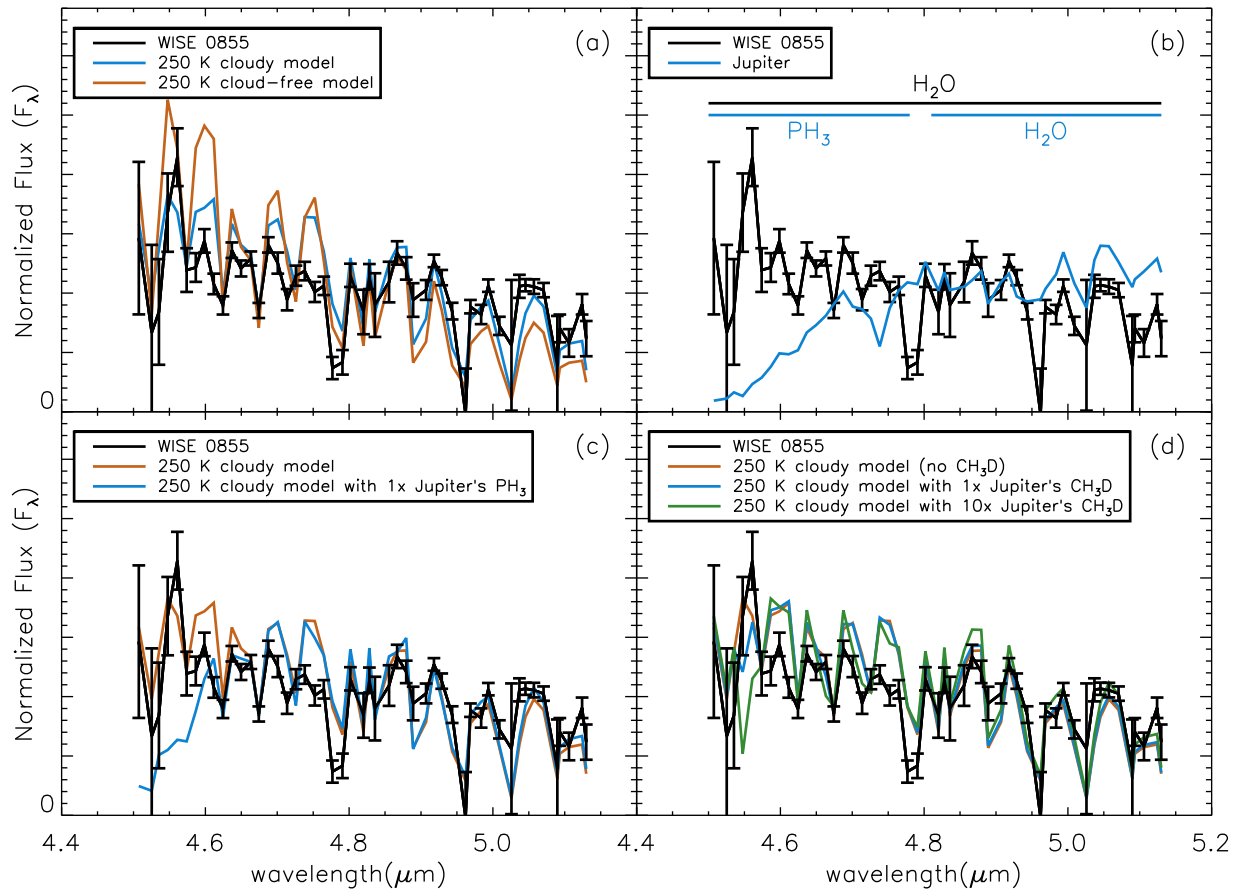 WISE 0855
250 K cloudy model
250 K cloud-free model
(a)
WISE 0855
Jupiter
(b)
H₂O
PH₃
H₂O
Normalized Flux (Fλ)
0
WISE 0855
250 K cloudy model
250 K cloudy model with 1x Jupiter's PH₃
(c)
WISE 0855
250 K cloudy model (no CH₃D)
250 K cloudy model with 1x Jupiter's CH₃D
250 K cloudy model with 10x Jupiter's CH₃D
(d)
Normalized Flux (Fλ)
0
4.4 4.6 4.8 5.0 4.4 4.6 4.8 5.0 5.2
wavelength(μm) wavelength(μm)